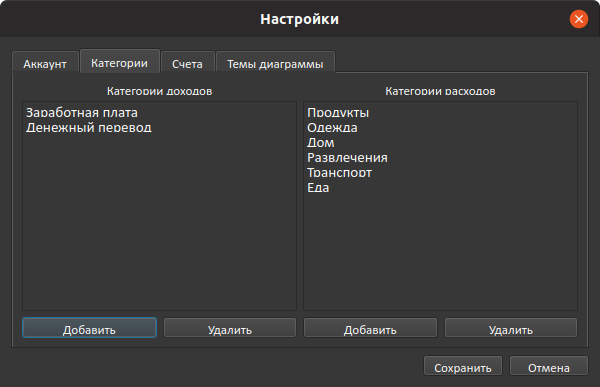 Настройки
Аккаунт
Категории
Счета
Темы диаграммы
Категории доходов
Категории расходов
Заработная плата
Денежный перевод
Продукты
Одежда
Дом
Развлечения
Транспорт
Еда
Добавить
Удалить
Добавить
Удалить
Сохранить
Отмена